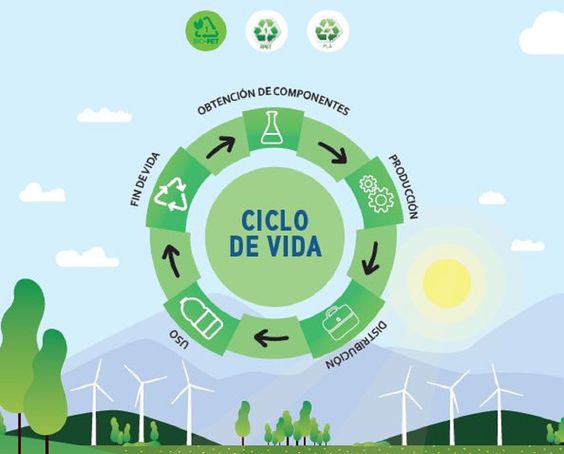 BIO-PET
RPET
PLA
OBTENCIÓN DE COMPONENTES
PRODUCCIÓN
DISTRIBUCIÓN
USO
FIN DE VIDA
CICLO
DE VIDA